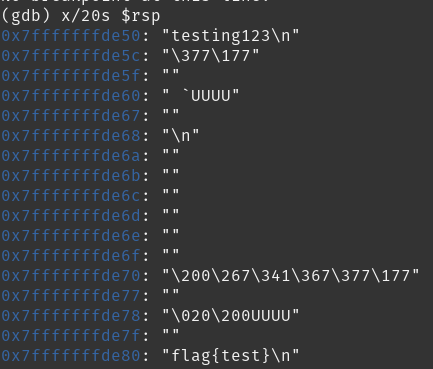 (gdb) x/20s $rsp
0x7fffffffde50: "testing123\n"
0x7fffffffde5c: "\377\177"
0x7fffffffde5f: ""
0x7fffffffde60: " `UUUU"
0x7fffffffde67: ""
0x7fffffffde68: "\n"
0x7fffffffde6a: ""
0x7fffffffde6b: ""
0x7fffffffde6c: ""
0x7fffffffde6d: ""
0x7fffffffde6e: ""
0x7fffffffde6f: ""
0x7fffffffde70: "\200\267\341\367\377\177"
0x7fffffffde77: ""
0x7fffffffde78: "\020\200UUUU"
0x7fffffffde7f: ""
0x7fffffffde80: "flag{test}\n"